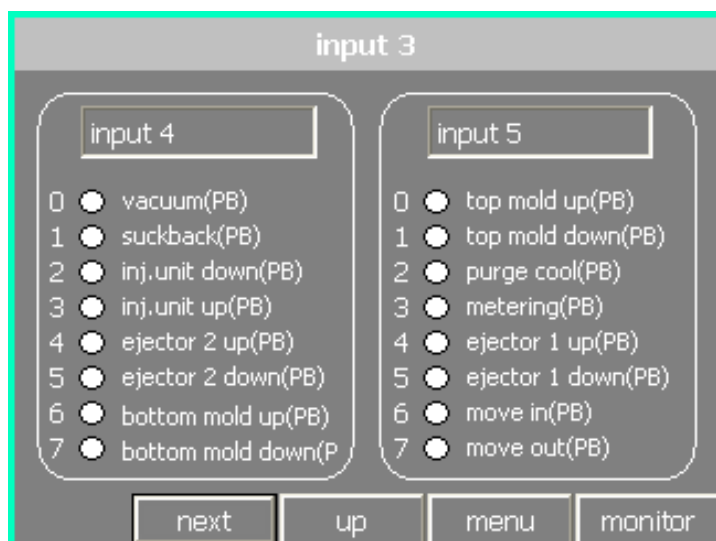 input 3
input 4
0 vacuum(PB)
1 suckback(PB)
2 inj.unit down(PB)
3 inj.unit up(PB)
4 ejector 2 up(PB)
5 ejector 2 down(PB)
6 bottom mold up(PB)
7 bottom mold down(P
input 5
0 top mold up(PB)
1 top mold down(PB)
2 purge cool(PB)
3 metering(PB)
4 ejector 1 up(PB)
5 ejector 1 down(PB)
6 move in(PB)
7 move out(PB)
next up menu monitor